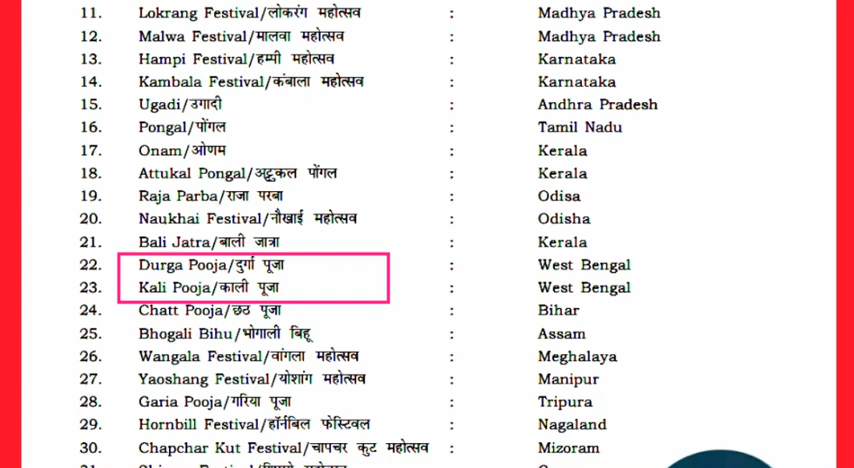 11. Lokrang Festival/लोकरंग महोत्सव : Madhya Pradesh
12. Malwa Festival/मालवा महोत्सव : Madhya Pradesh
13. Hampi Festival/हम्पी महोत्सव : Karnataka
14. Kambala Festival/कंबाला महोत्सव : Karnataka
15. Ugadi/उगादी : Andhra Pradesh
16. Pongal/पोंगल : Tamil Nadu
17. Onam/ओणम : Kerala
18. Attukal Pongal/अट्टुकल पोंगल : Kerala
19. Raja Parba/राजा परबा : Odisa
20. Naukhai Festival/नौखाई महोत्सव : Odisha
21. Bali Jatra/बाली जात्रा : Kerala
22. Durga Pooja/दुर्गा पूजा : West Bengal
23. Kali Pooja/काली पूजा : West Bengal
24. Chatt Pooja/छठ पूजा : Bihar
25. Bhogali Bihu/भोगाली बिहू : Assam
26. Wangala Festival/वांगला महोत्सव : Meghalaya
27. Yaoshang Festival/योशांग महोत्सव : Manipur
28. Garia Pooja/गरिया पूजा : Tripura
29. Hornbill Festival/हॉर्नबिल फेस्टिवल : Nagaland
30. Chapchar Kut Festival/चापचर कुट महोत्सव : Mizoram